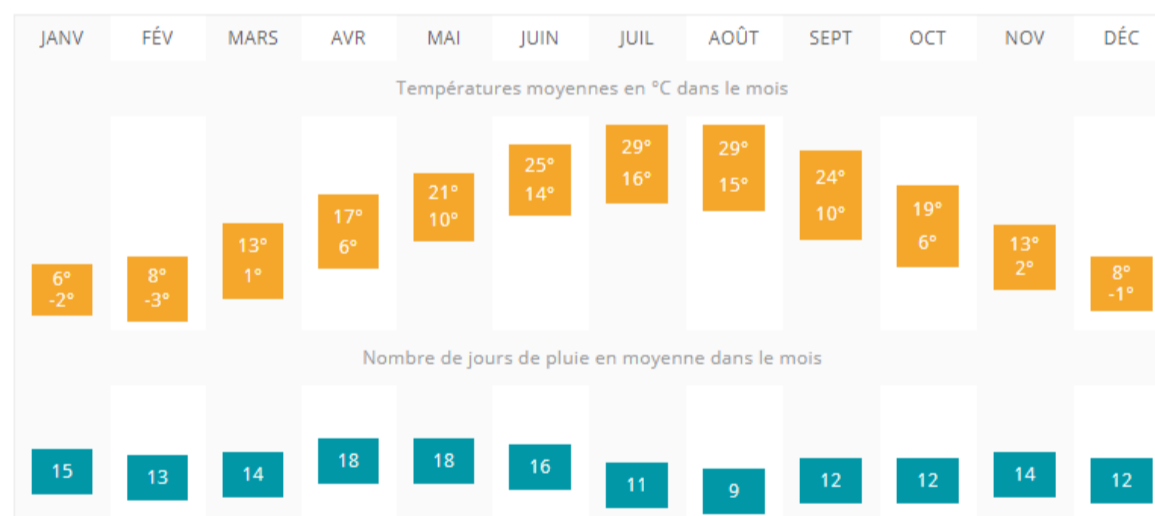 JANV FÉV MARS AVR MAI JUIN JUIL AOÛT SEPT OCT NOV DÉC
Températures moyennes en °C dans le mois
6° 8° 13° 17° 21° 25° 29° 29° 24° 19° 13° 8°
-2° -3° 1° 6° 10° 14° 16° 15° 10° 6° 2° -1°
Nombre de jours de pluie en moyenne dans le mois
15 13 14 18 18 16 11 9 12 12 14 12